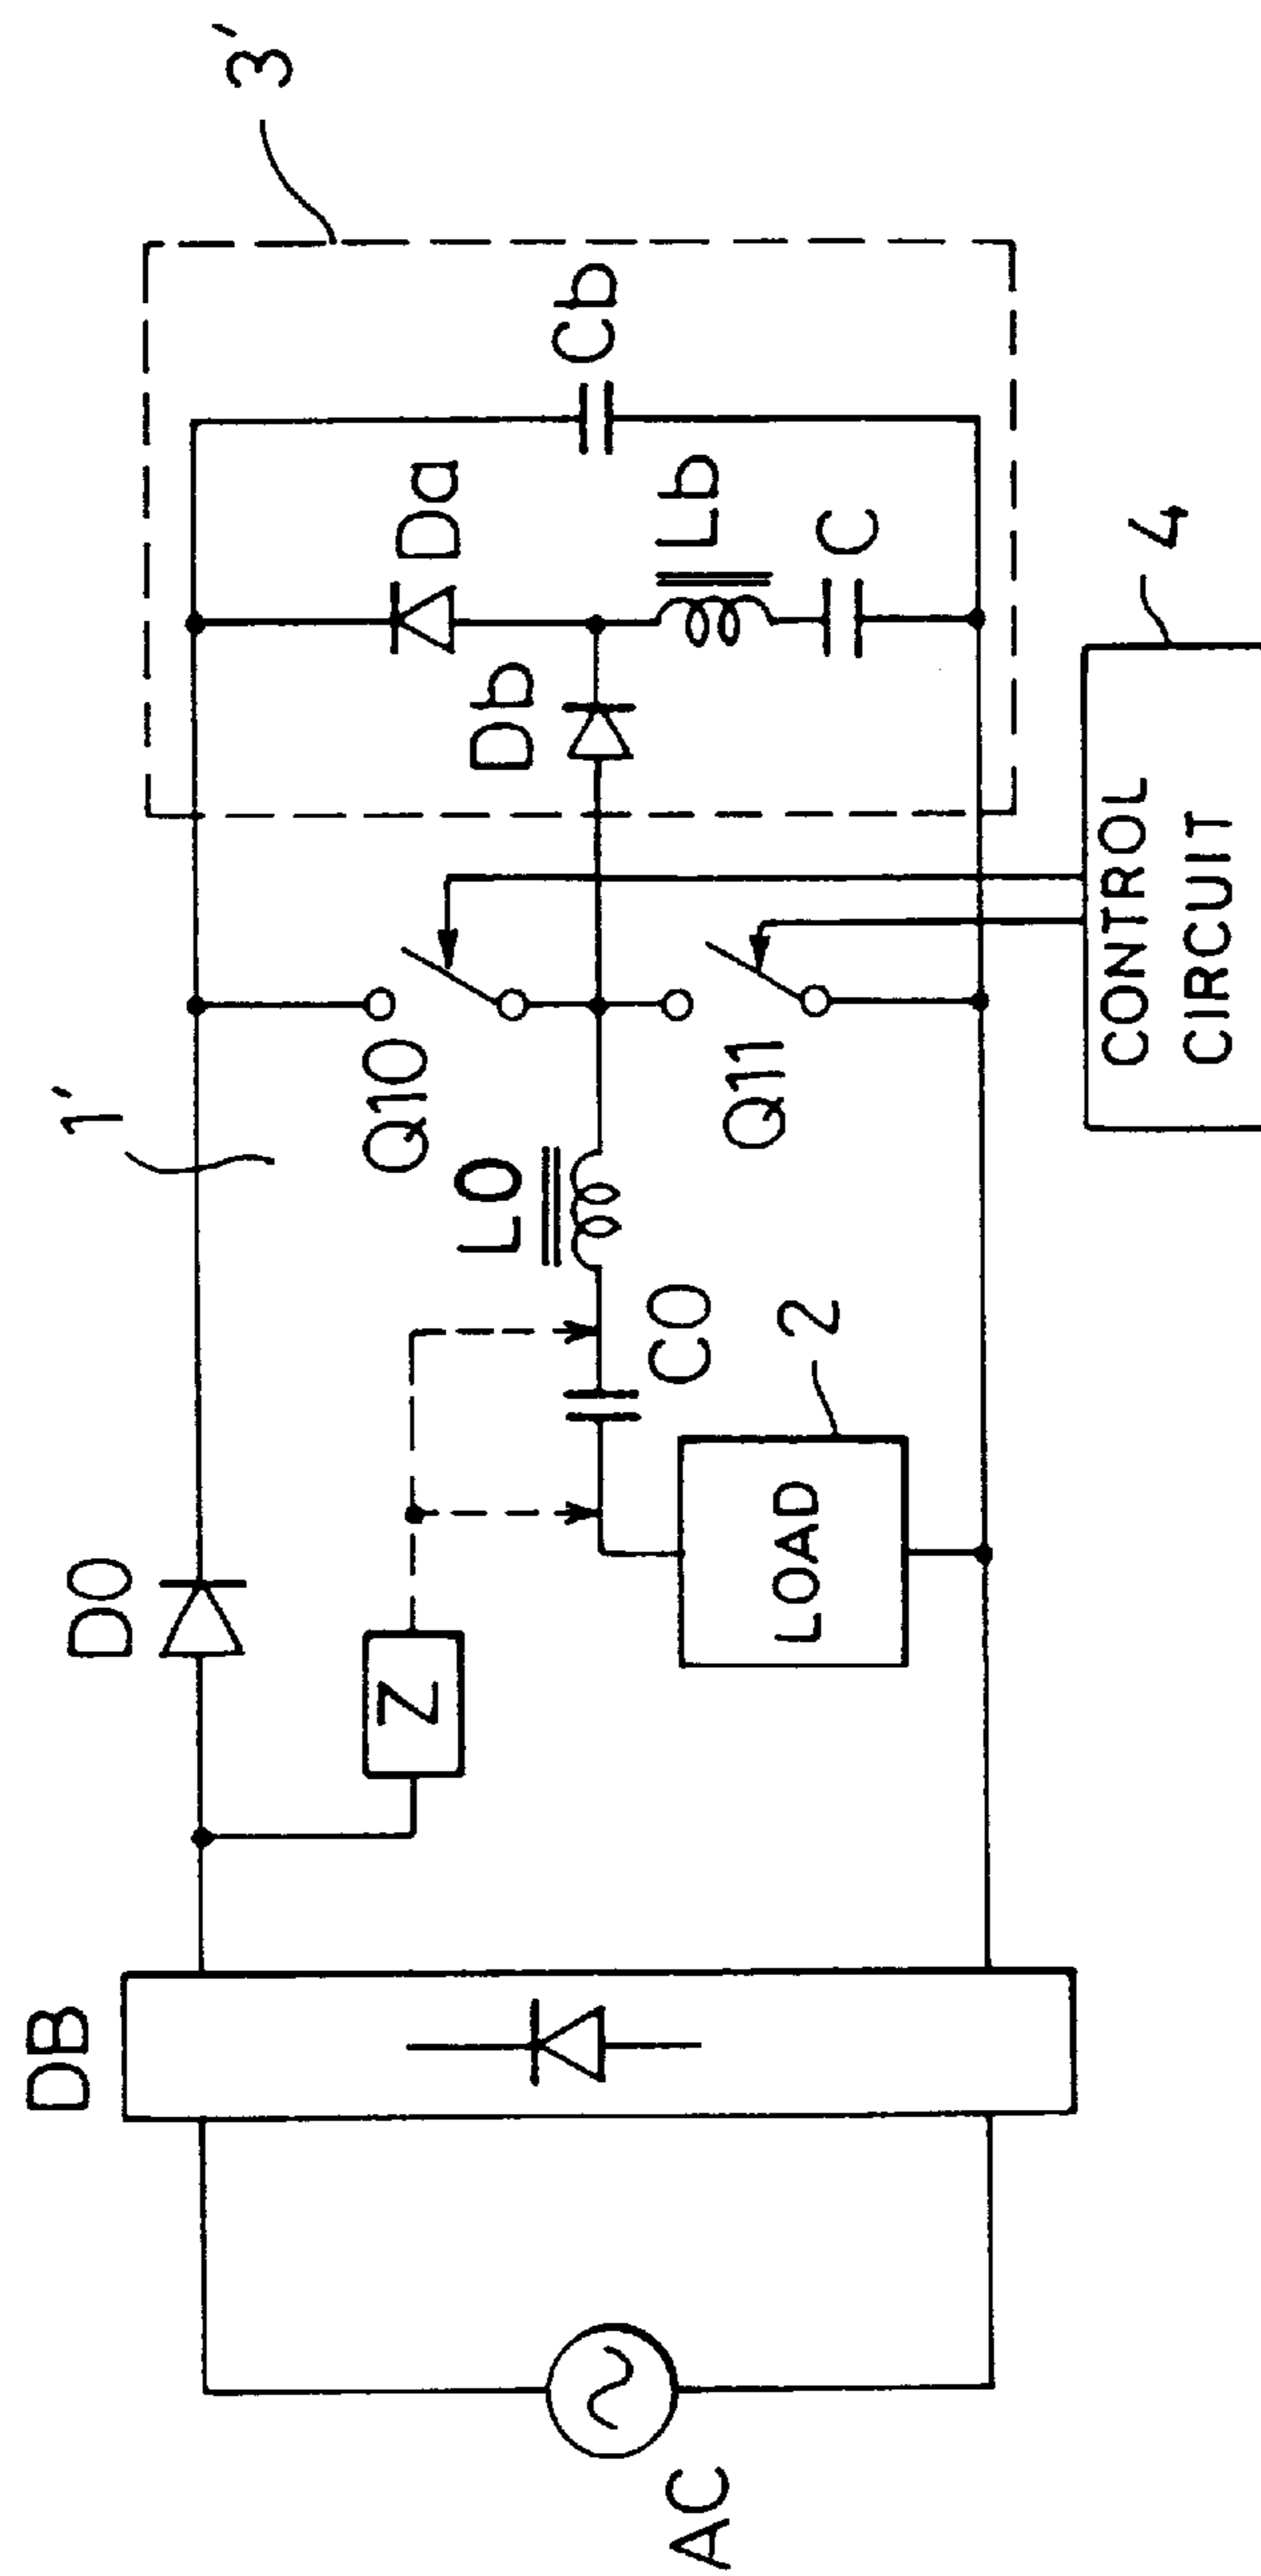 3′
1′
D0
DB
Z
Q10
L0
Da
Db
Cb
C0
Q11
Lb
C
LOAD
2
AC
4
CONTROL
CIRCUIT